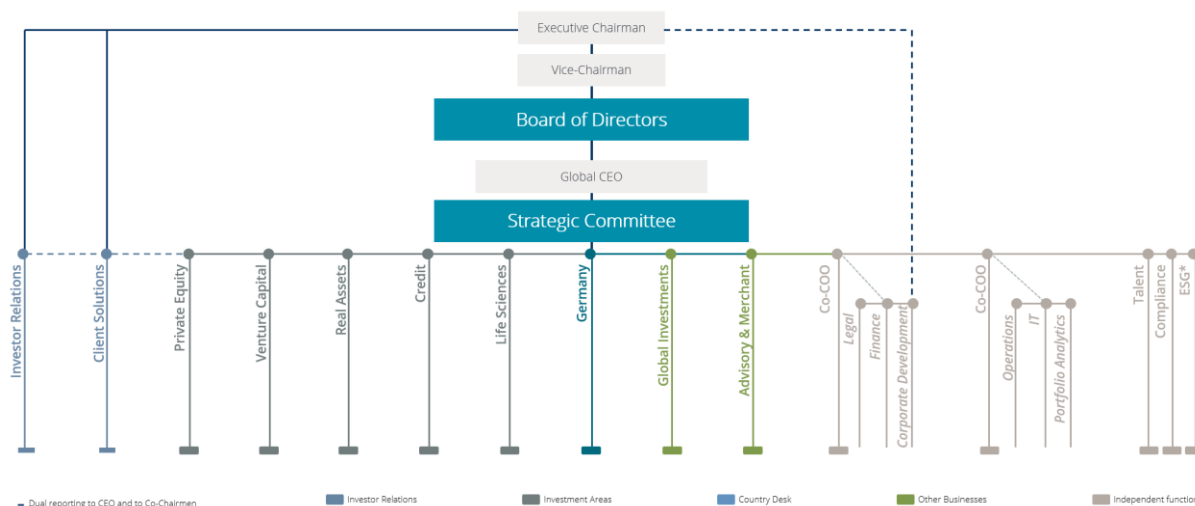 Executive Chairman
Vice-Chairman
Board of Directors
Global CEO
Strategic Committee
Investor Relations
Client Solutions
Private Equity
Venture Capital
Real Assets
Credit
Life Sciences
Germany
Global Investments
Advisory & Merchant
Co-COO
Legal
Finance
Corporate Development
Co-COO
Operations
IT
Portfolio Analytics
Talent
Compliance
ESG*
Dual reporting to CEO and to Co-Chairmen
Investor Relations
Investment Areas
Country Desk
Other Businesses
Independent function